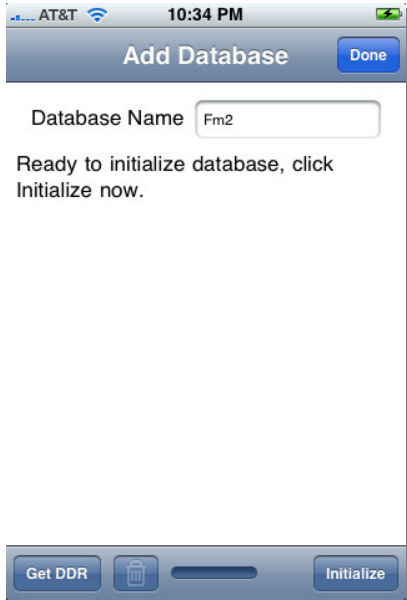 AT&T 10:34 PM
Add Database Done
Database Name Fm2
Ready to initialize database, click
Initialize now.
Get DDR Initialize